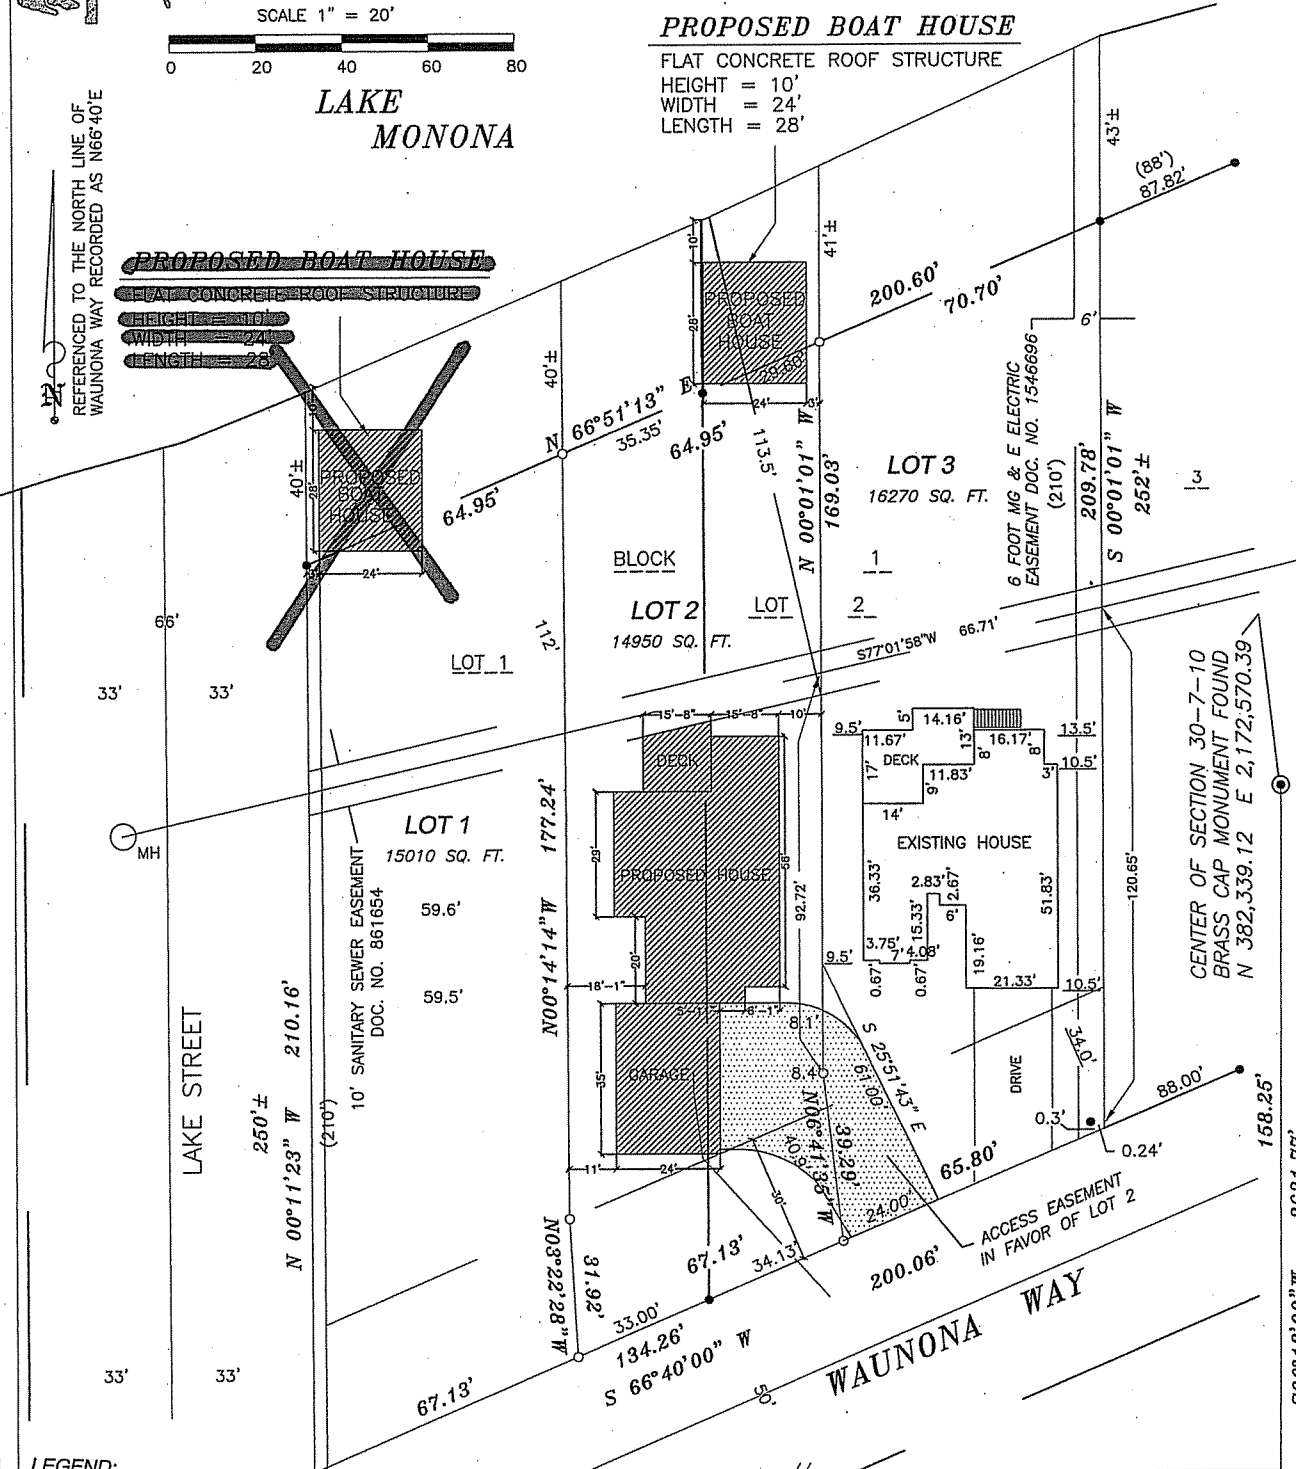 SCALE 1" = 20'
0 20 40 60 80
LAKE
MONONA
PROPOSED BOAT HOUSE
FLAT CONCRETE ROOF STRUCTURE
HEIGHT = 10'
WIDTH = 24'
LENGTH = 28'
REFERENCED TO THE NORTH LINE OF
WAUNONA WAY RECORDED AS N66°40'E
N
PROPOSED BOAT HOUSE
FLAT CONCRETE ROOF STRUCTURE
HEIGHT = 10'
WIDTH = 24'
LENGTH = 28'
43'±
(88')
87.82'
41'±
10'
28'
PROPOSED
BOAT
HOUSE
29.68'
24'
3'
200.60'
70.70'
6'
6 FOOT MG & E ELECTRIC
EASEMENT DOC. NO. 1546696
(210')
209.78'
S 00°01'01" W
252'±
3
40'±
N 66°51'13" E
35.35'
64.95'
64.95'
40'±
28'
PROPOSED
BOAT
HOUSE
24'
113.5'
N 00°01'01" W
169.03'
LOT 3
16270 SQ. FT.
BLOCK
1
LOT 2
14950 SQ. FT.
LOT
2
66'
33'
33'
LOT 1
112'
S77°01'58"W
66.71'
MH
LOT 1
15010 SQ. FT.
59.6'
59.5'
10' SANITARY SEWER EASEMENT
DOC. NO. 861654
N00°14'14"W
177.24'
15'-8"
15'-8"
10'
DECK
29'
PROPOSED HOUSE
56'
20'
18'-1"
6'-1"
35'
GARAGE
11'
24'
92.72'
9.5'
5'
14.16'
11.67'
13'
16.17'
8'
8'
13.5'
17'
DECK
11.83'
9'
3'
10.5'
14'
EXISTING HOUSE
36.33'
2.83'
2.67'
6'
15.33'
51.83'
3.75'
7'
4.08'
9.5'
0.67'
0.67'
19.16'
21.33'
10.5'
120.65'
CENTER OF SECTION 30-7-10
BRASS CAP MONUMENT FOUND
N 382,339.12 E 2,172,570.39
LAKE STREET
250'±
N 00°11'23" W
210.16'
(210')
8.1'
8.4'
S 25°51'43" E
61.00'
N06°41'35"W
39.29'
40.9'
30'
DRIVE
34.0'
0.3'
0.24'
88.00'
158.25'
65.80'
24.00'
ACCESS EASEMENT
IN FAVOR OF LOT 2
N03°22'28"W
31.92'
67.13'
34.13'
200.06'
33.00'
134.26'
S 66°40'00" W
67.13'
WAUNONA WAY
50'
33'
33'
LEGEND: